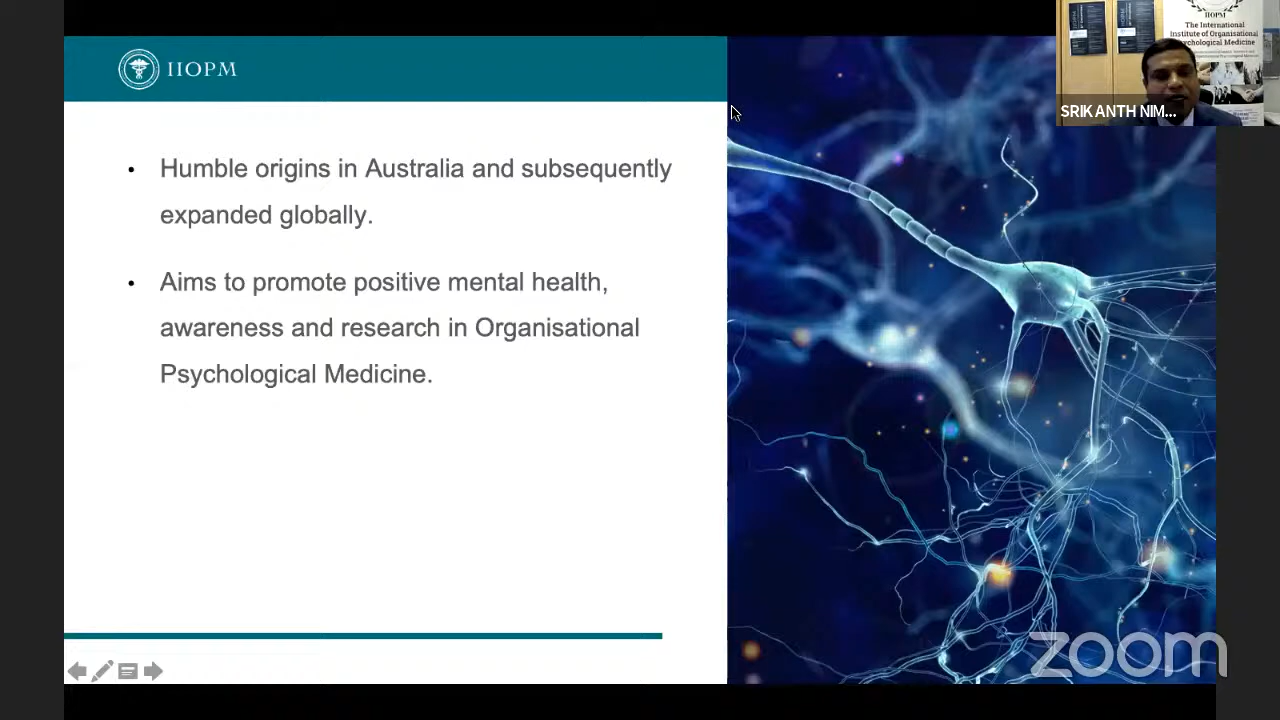 IIOPM
Humble origins in Australia and subsequently
expanded globally.
Aims to promote positive mental health,
awareness and research in Organisational
Psychological Medicine.
IIOPM
The International
Institute of Organisational
Psychological Medicine
SRIKANTH NIM...
zoom